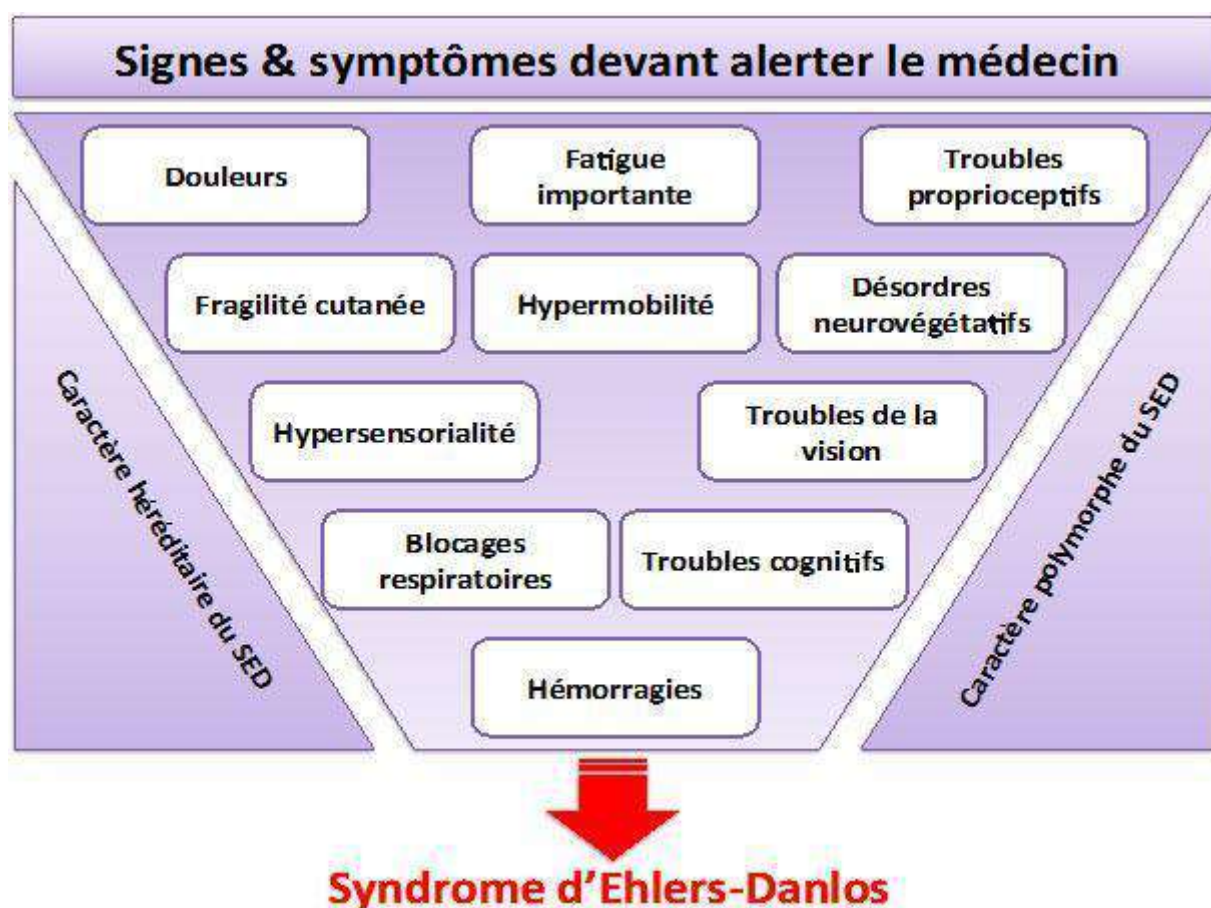 Signes & symptômes devant alerter le médecin
Douleurs
Fatigue
importante
Troubles
proprioceptifs
Fragilité cutanée
Hypermobilité
Désordres
neurovégétatifs
Hypersensorialité
Troubles de la
vision
Blocages
respiratoires
Troubles cognitifs
Hémorragies
Caractère héréditaire du SED
Caractère polymorphe du SED
Syndrome d'Ehlers-Danlos